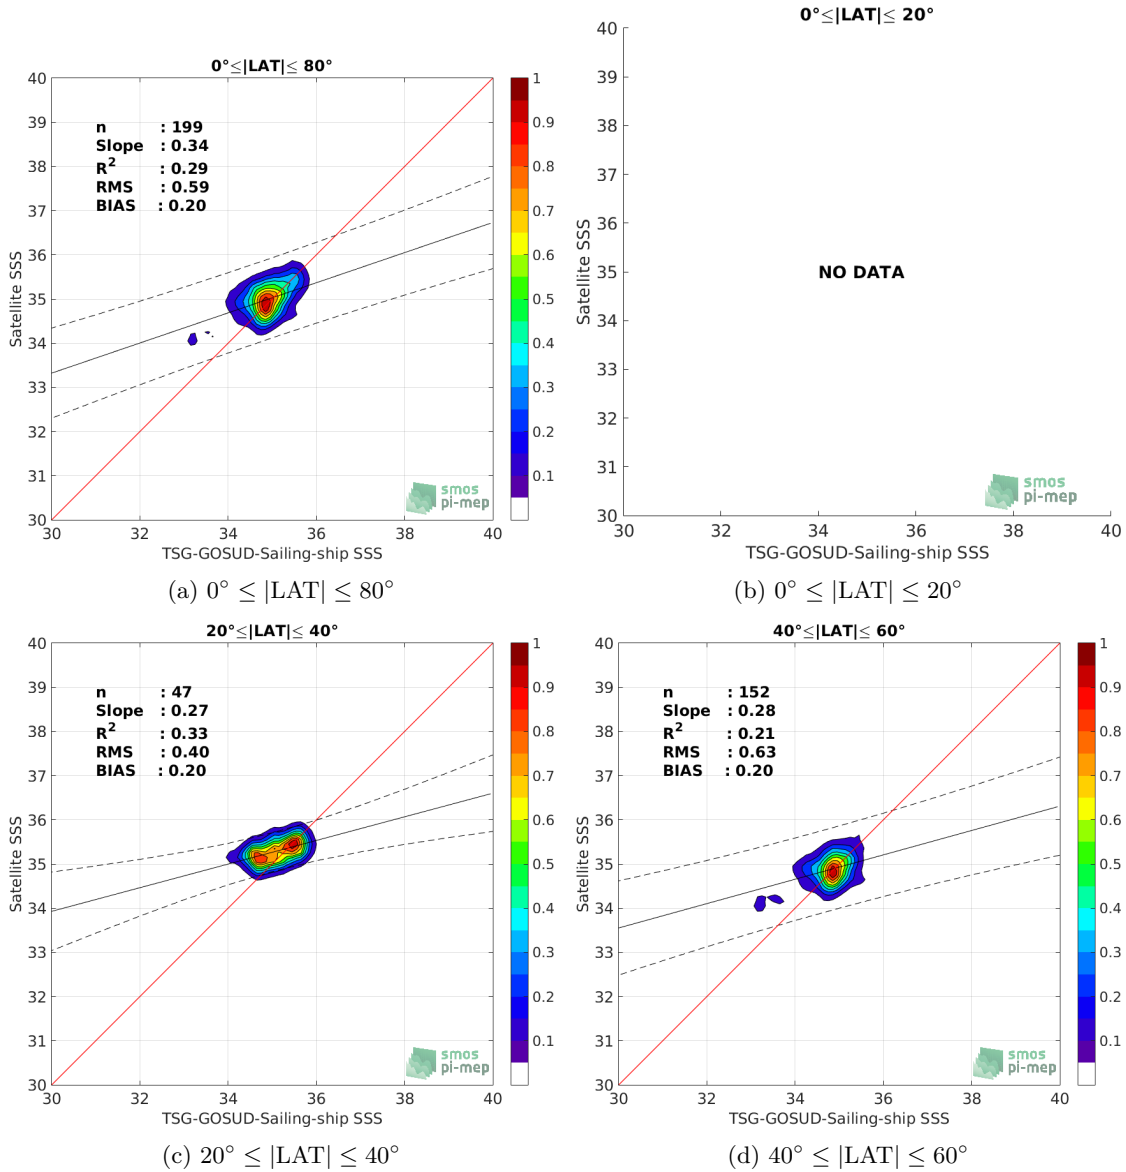 0°≤|LAT|≤ 80°
40
39
38
37
36
35
34
33
32
31
30
Satellite SSS
n : 199
Slope : 0.34
R2 : 0.29
RMS : 0.59
BIAS : 0.20
smos
pi-mep
30 32 34 36 38 40
TSG-GOSUD-Sailing-ship SSS
1
0.9
0.8
0.7
0.6
0.5
0.4
0.3
0.2
0.1
(a) 0° ≤ |LAT| ≤ 80°
0°≤|LAT|≤ 20°
40
39
38
37
36
35
34
33
32
31
30
Satellite SSS
NO DATA
smos
pi-mep
30 32 34 36 38 40
TSG-GOSUD-Sailing-ship SSS
(b) 0° ≤ |LAT| ≤ 20°
20°≤|LAT|≤ 40°
40
39
38
37
36
35
34
33
32
31
30
Satellite SSS
n : 47
Slope : 0.27
R2 : 0.33
RMS : 0.40
BIAS : 0.20
smos
pi-mep
30 32 34 36 38 40
TSG-GOSUD-Sailing-ship SSS
1
0.9
0.8
0.7
0.6
0.5
0.4
0.3
0.2
0.1
(c) 20° ≤ |LAT| ≤ 40°
40°≤|LAT|≤ 60°
40
39
38
37
36
35
34
33
32
31
30
Satellite SSS
n : 152
Slope : 0.28
R2 : 0.21
RMS : 0.63
BIAS : 0.20
smos
pi-mep
30 32 34 36 38 40
TSG-GOSUD-Sailing-ship SSS
1
0.9
0.8
0.7
0.6
0.5
0.4
0.3
0.2
0.1
(d) 40° ≤ |LAT| ≤ 60°